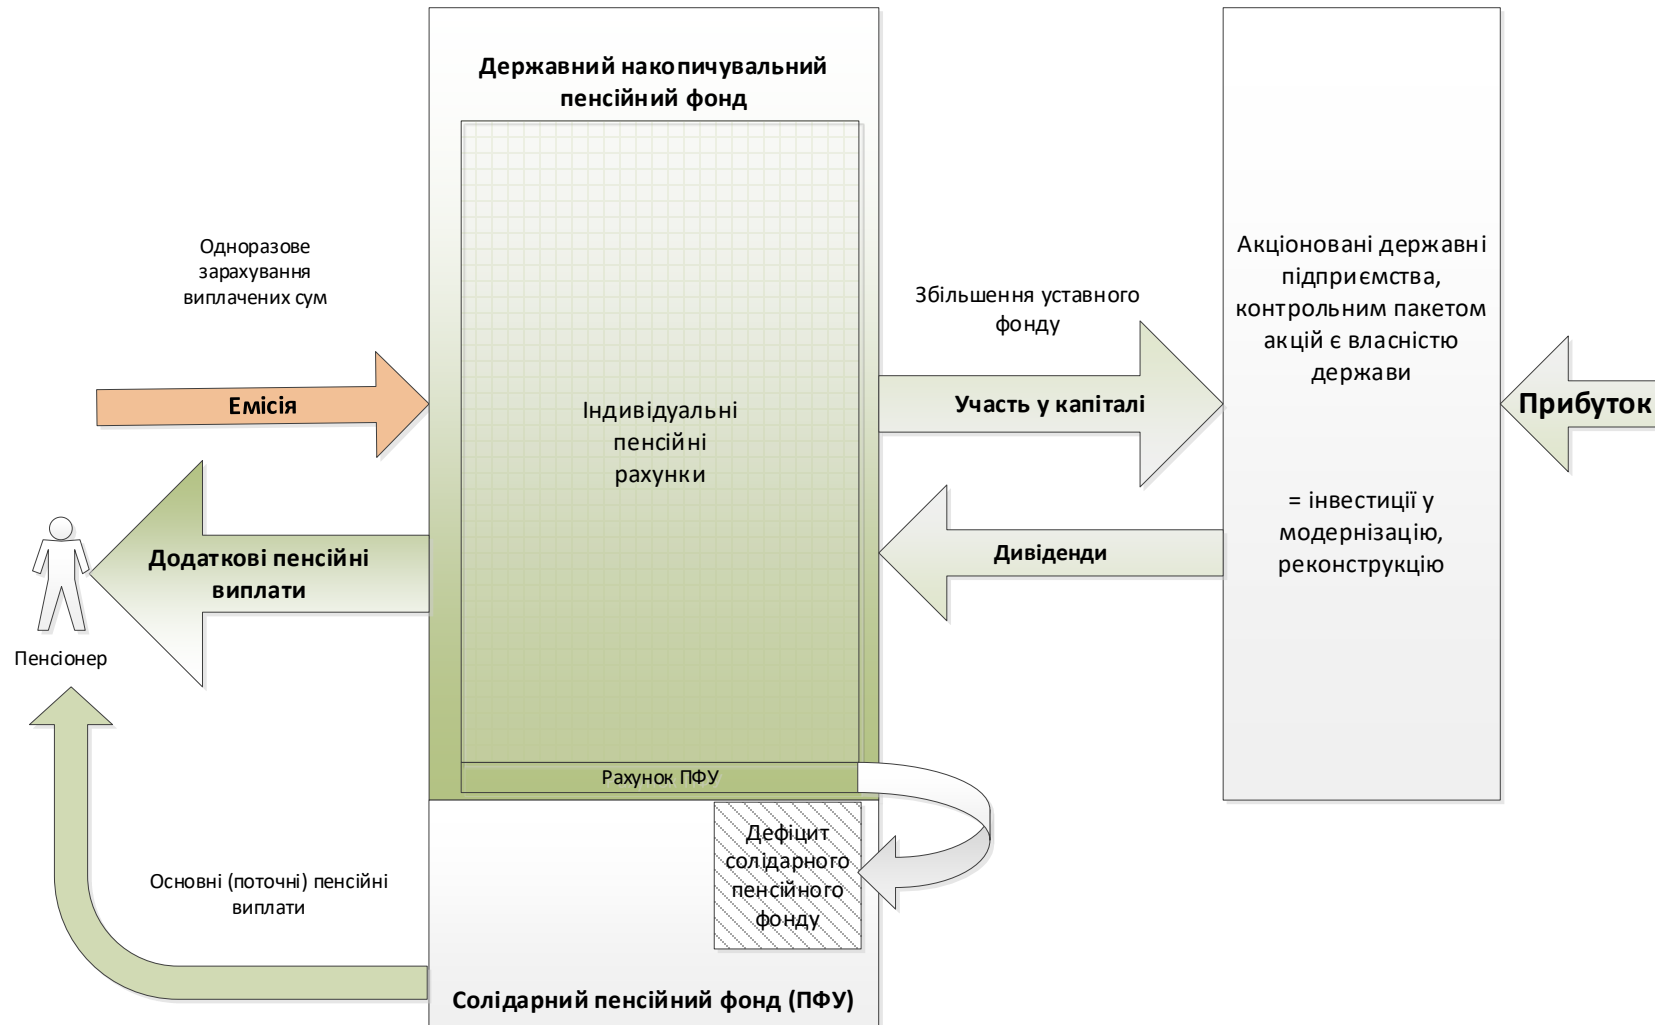 Державний накопичувальний
пенсійний фонд
Одноразове
зарахування
виплачених сум
Емісія
Індивідуальні
пенсійні
рахунки
Збільшення уставного
фонду
Участь у капіталі
Акціоновані державні
підприємства,
контрольним пакетом
акцій є власністю
держави
= інвестиції у
модернізацію,
реконструкцію
Прибуток
Дивіденди
Додаткові пенсійні
виплати
Пенсіонер
Рахунок ПФУ
Дефіцит
солідарного
пенсійного
фонду
Основні (поточні) пенсійні
виплати
Солідарний пенсійний фонд (ПФУ)